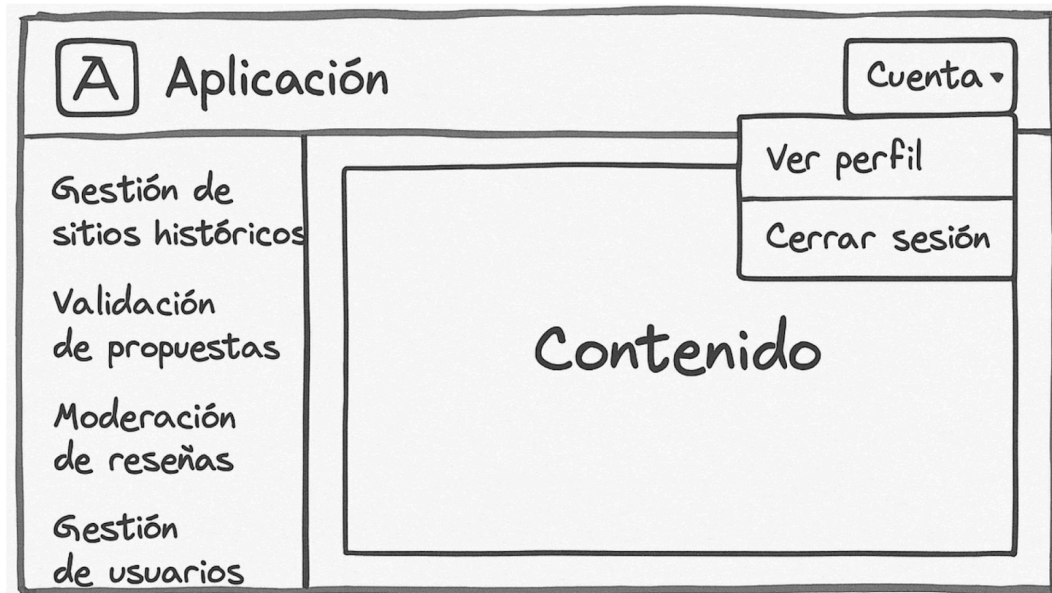 A Aplicación
Cuenta
Ver perfil
Cerrar sesión
Gestión de
sitios históricos
Validación
de propuestas
Moderación
de reseñas
Gestión
de usuarios
Contenido